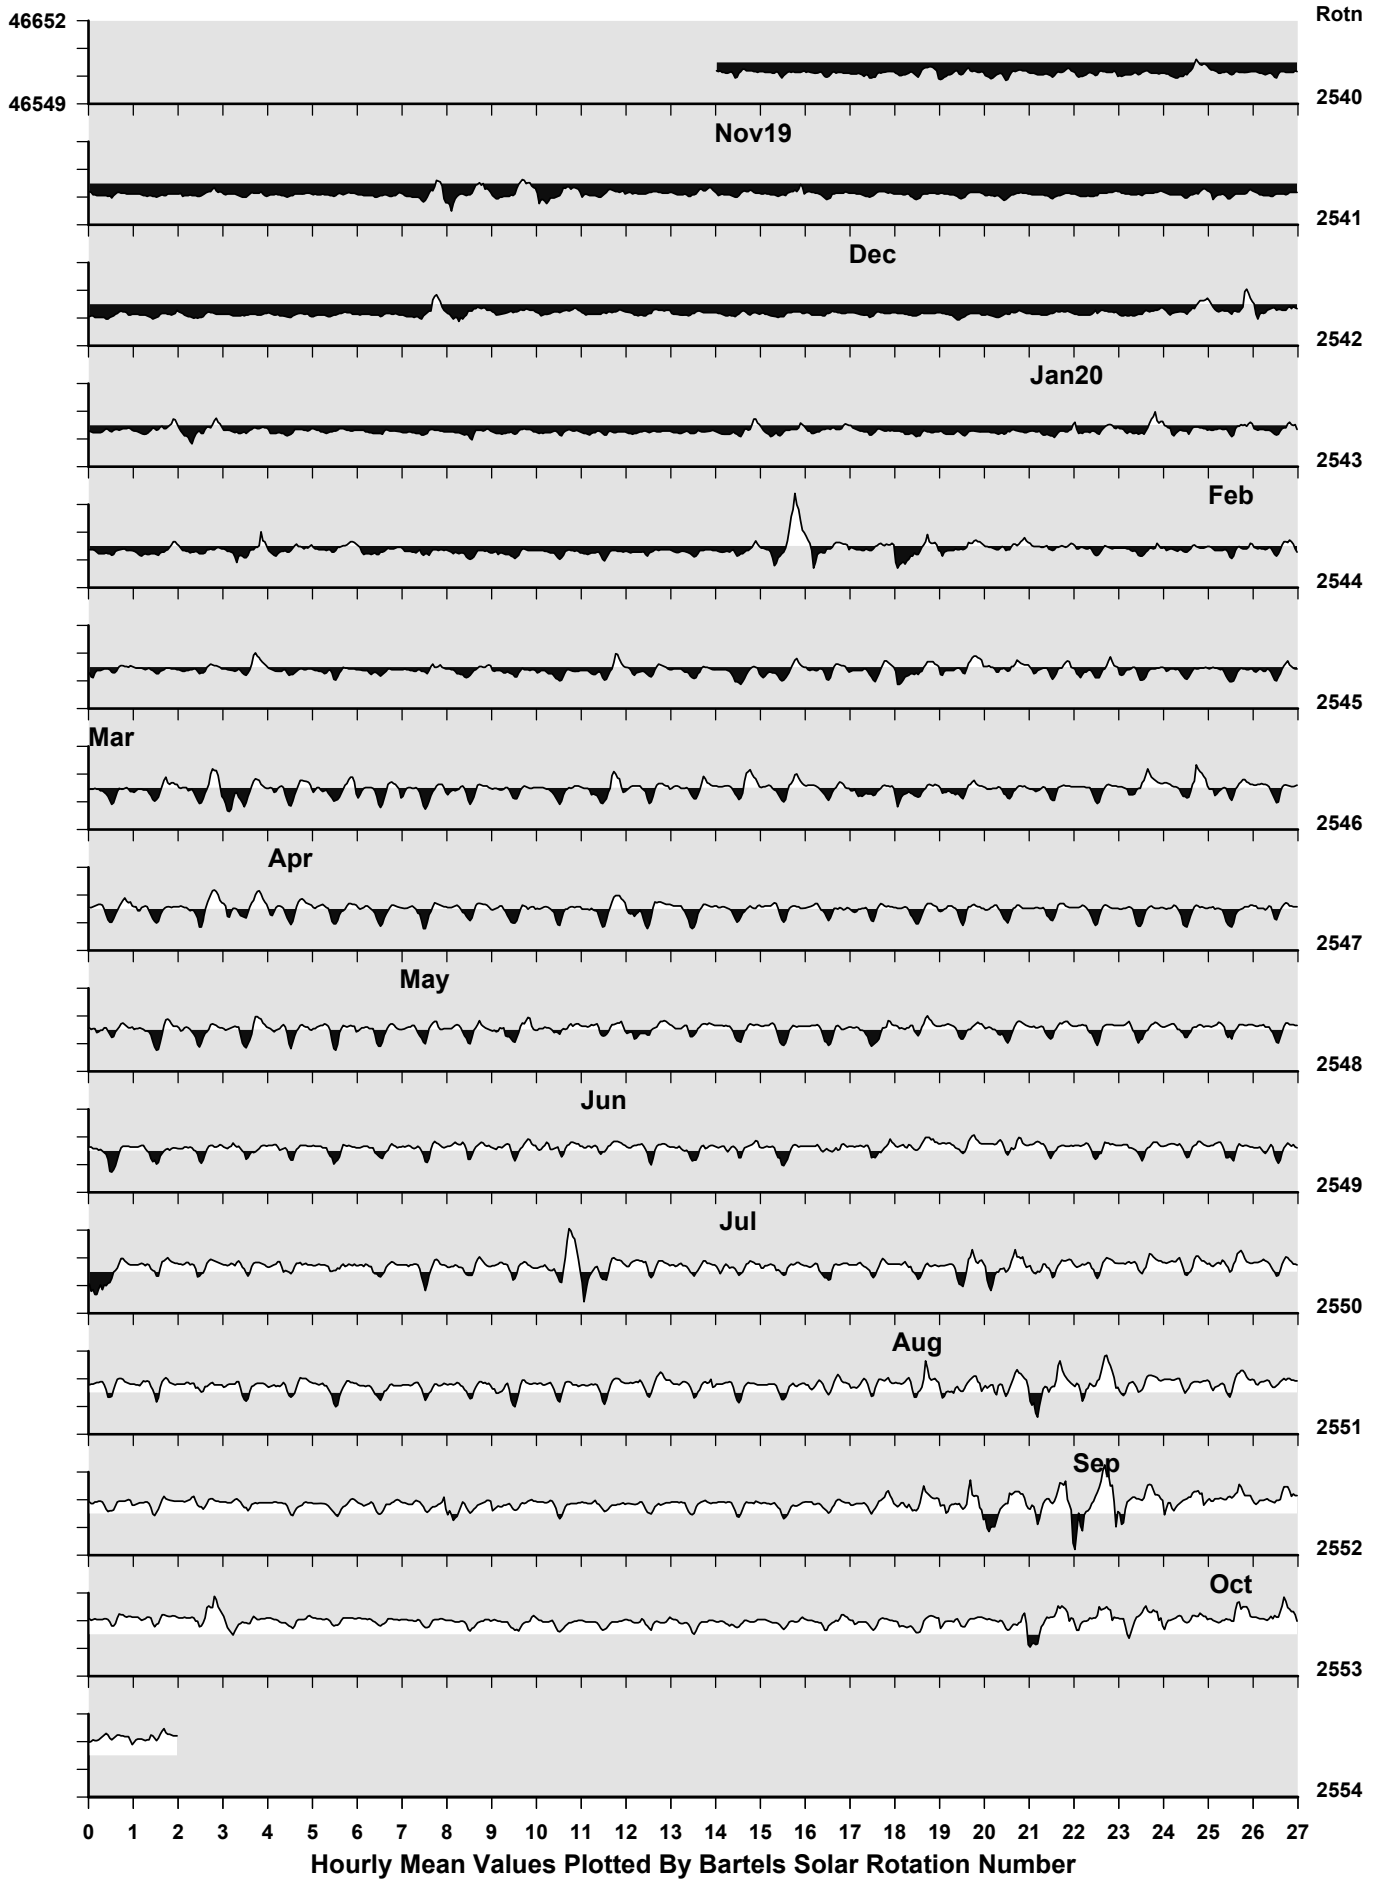 46652 Rotn
46549 2540
Nov19
2541
Dec
2542
Jan20
2543
Feb
2544
2545
Mar
2546
Apr
2547
May
2548
Jun
2549
Jul
2550
Aug
2551
Sep
2552
Oct
2553
2554
0 1 2 3 4 5 6 7 8 9 10 11 12 13 14 15 16 17 18 19 20 21 22 23 24 25 26 27
Hourly Mean Values Plotted By Bartels Solar Rotation Number